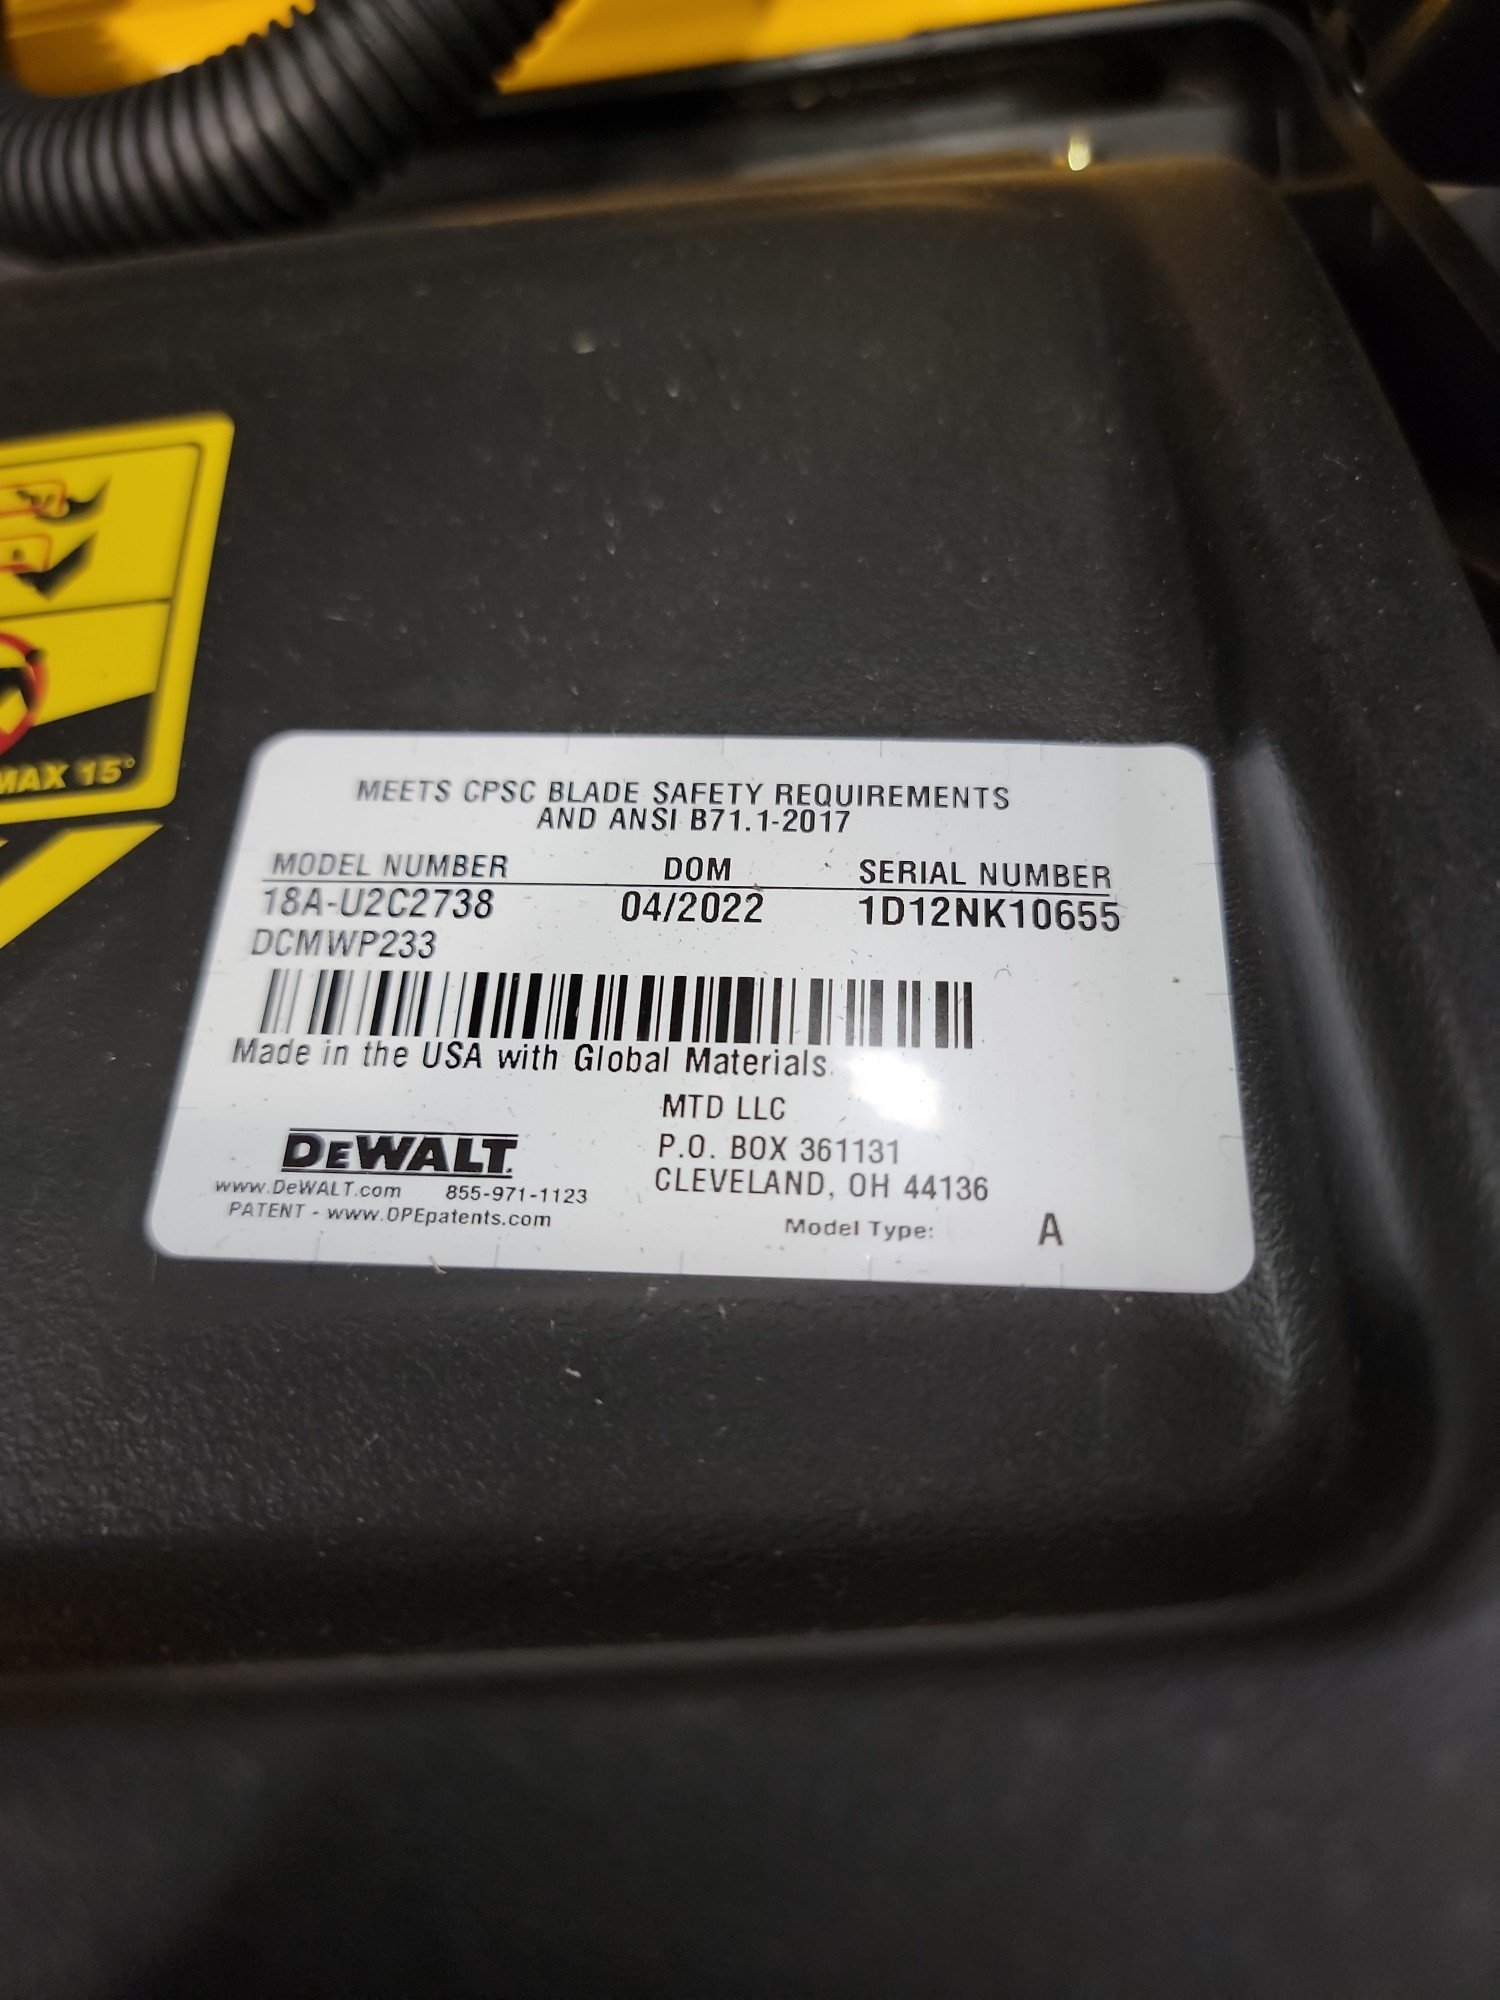 MAX 15°
MEETS CPSC BLADE SAFETY REQUIREMENTS
AND ANSI B71.1-2017
MODEL NUMBER DOM SERIAL NUMBER
18A-U2C2738 04/2022 1D12NK10655
DCMWP233
Made in the USA with Global Materials.
MTD LLC
P.O. BOX 361131
CLEVELAND, OH 44136
DEWALT
www.DeWALT.com 855-971-1123
PATENT - www.OPEpatents.com
Model Type: A